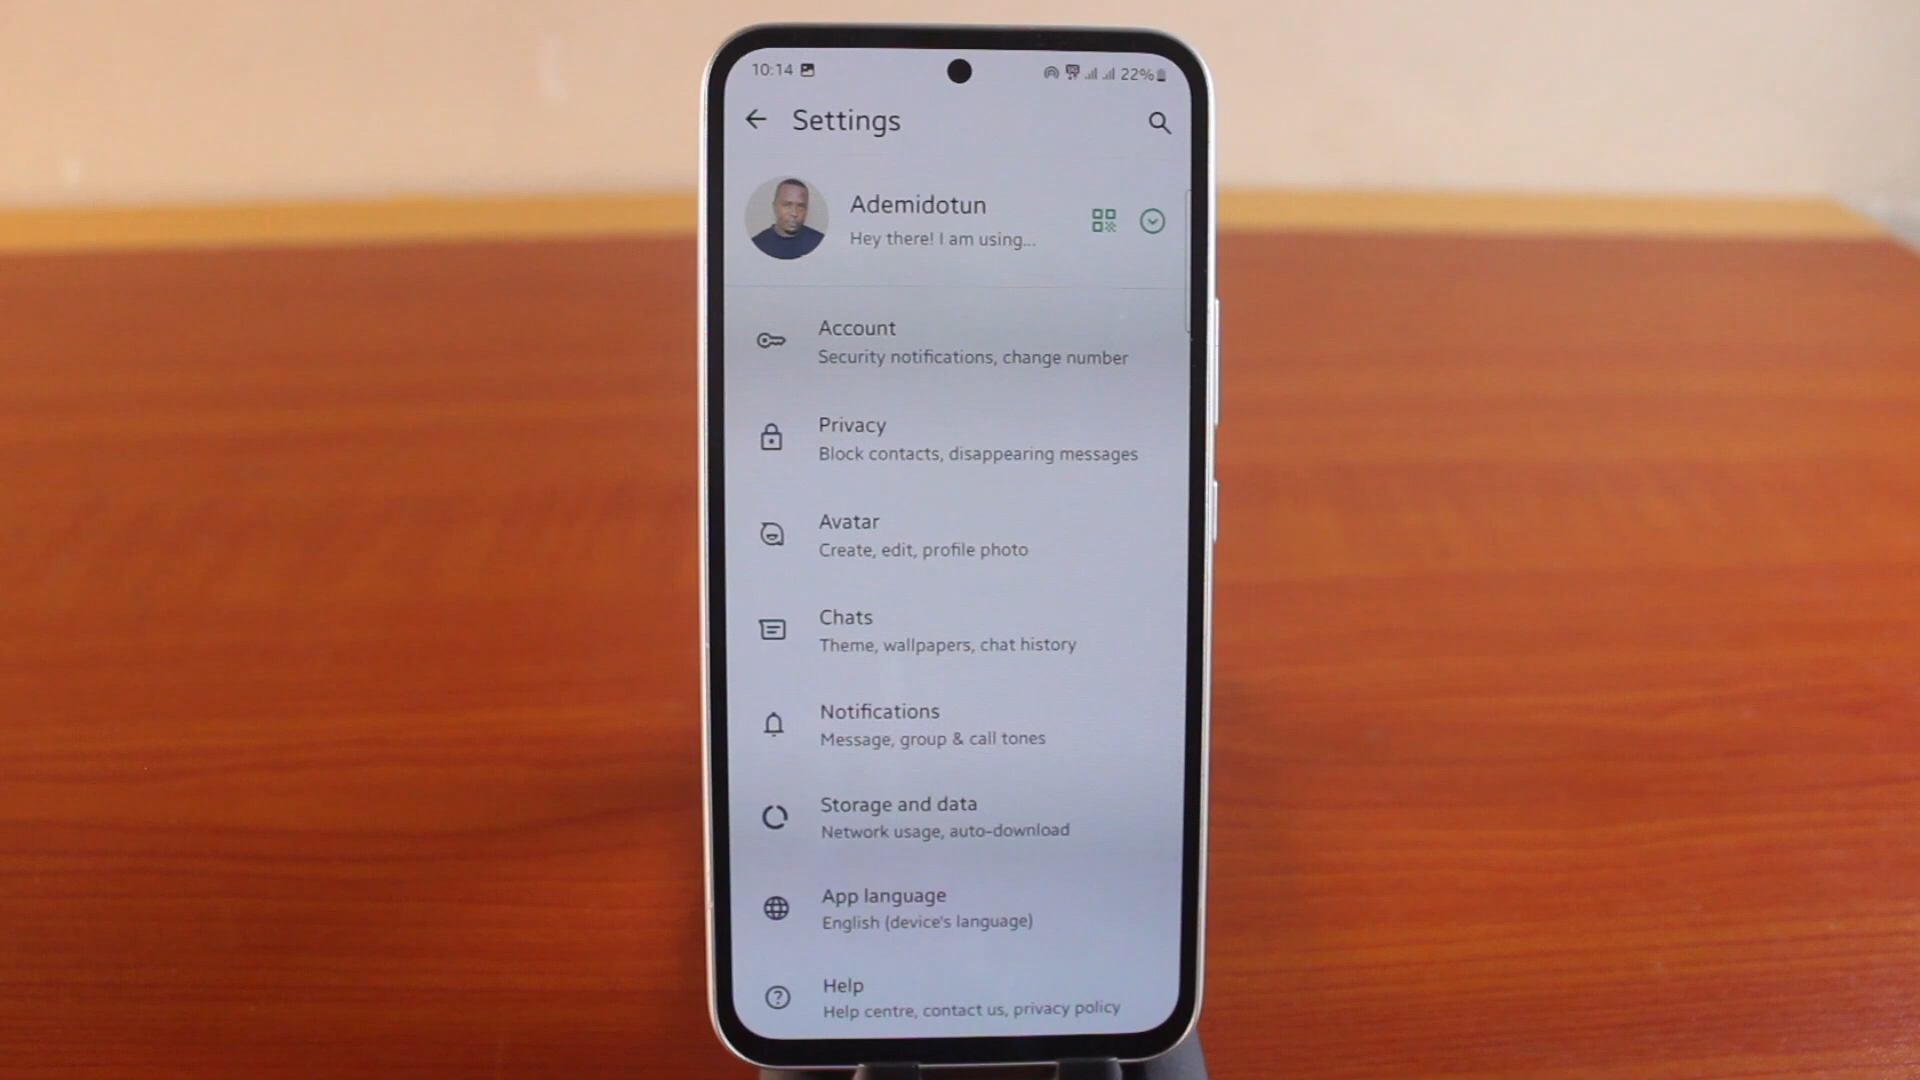 10:14
22%
Settings
Ademidotun
Hey there! I am using...
Account
Security notifications, change number
Privacy
Block contacts, disappearing messages
Avatar
Create, edit, profile photo
Chats
Theme, wallpapers, chat history
Notifications
Message, group & call tones
Storage and data
Network usage, auto-download
App language
English (device's language)
Help
Help centre, contact us, privacy policy